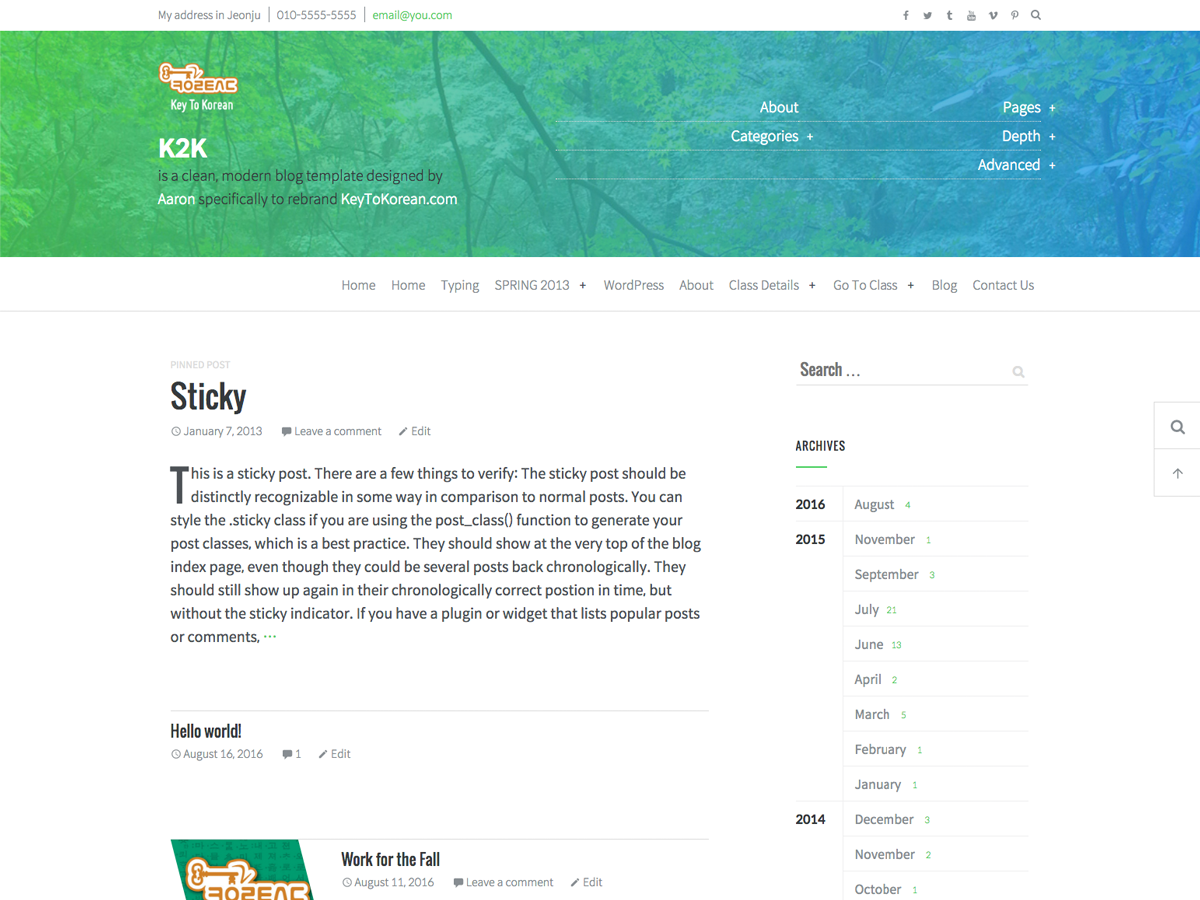 My address in Jeonju | 010-5555-5555 | email@you.com
Key To Korean
K2K
is a clean, modern blog template designed by
Aaron specifically to rebrand KeyToKorean.com
About
Pages +
Categories +
Depth +
Advanced +
Home Home Typing SPRING 2013 + WordPress About Class Details + Go To Class + Blog Contact Us
PINNED POST
Sticky
January 7, 2013 Leave a comment Edit
This is a sticky post. There are a few things to verify: The sticky post should be
distinctly recognizable in some way in comparison to normal posts. You can
style the .sticky class if you are using the post_class() function to generate your
post classes, which is a best practice. They should show at the very top of the blog
index page, even though they could be several posts back chronologically. They
should still show up again in their chronologically correct postion in time, but
without the sticky indicator. If you have a plugin or widget that lists popular posts
or comments, ···
Hello world!
August 16, 2016 1 Edit
Work for the Fall
August 11, 2016 Leave a comment Edit
Search ...
ARCHIVES
2016 August 4
2015 November 1
September 3
July 21
June 13
April 2
March 5
February 1
January 1
2014 December 3
November 2
October 1